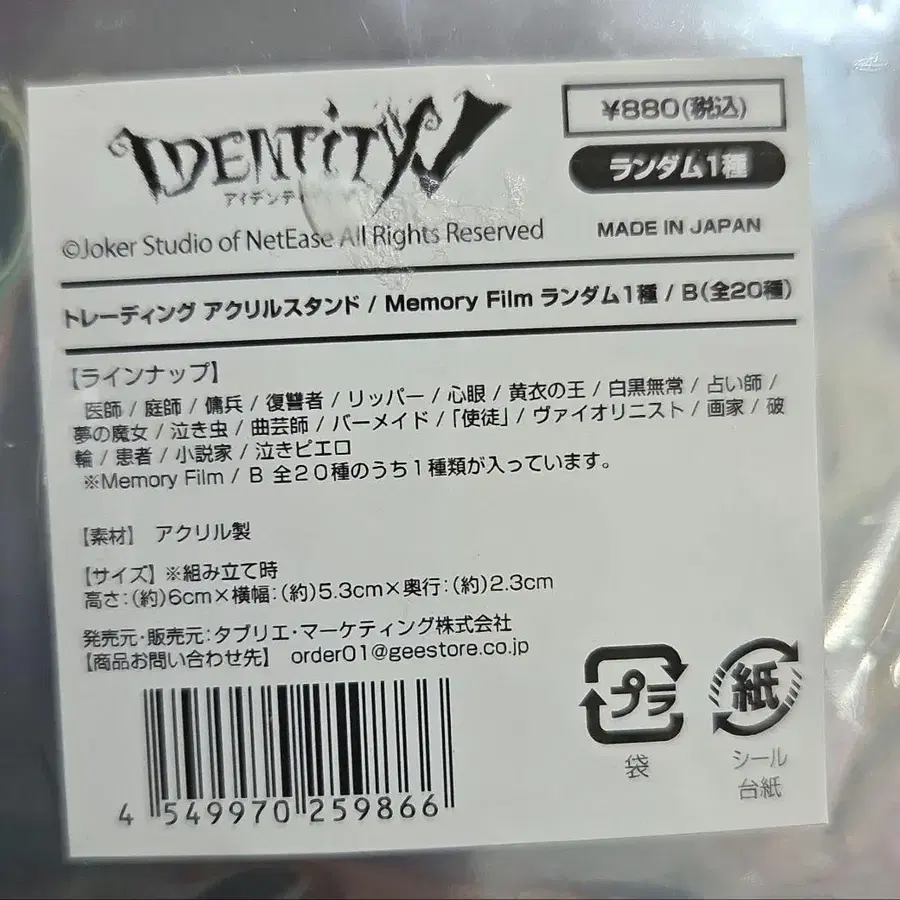 IDENTITY V
¥880(税込)
ランダム1種
アイデンテ
MADE IN JAPAN
©Joker Studio of NetEase All Rights Reserved
トレーディング アクリルスタンド / Memory Film ランダム1種 / B(全20種)
【ラインナップ】
医師 / 庭師 / 傭兵 / 復讐者 / リッパー / 心眼 / 黄衣の王 / 白黒無常 / 占い師 /
夢の魔女 / 泣き虫 / 曲芸師 / バーメイド / 「使徒」 / ヴァイオリニスト / 画家 / 破
輪 / 患者 / 小説家 / 泣きピエロ
※Memory Film / B 全20種のうち1種類が入っています。
【素材】 アクリル製
【サイズ】※組み立て時
高さ:(約)6cm×横幅:(約)5.3cm×奥行:(約)2.3cm
発売元・販売元:タブリエ・マーケティング株式会社
【商品お問い合わせ先】 order01@geestore.co.jp
プラ
袋
紙
シール
台紙
4 549970 259866